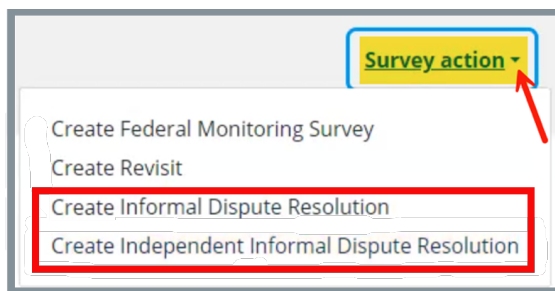 Survey action
Create Federal Monitoring Survey
Create Revisit
Create Informal Dispute Resolution
Create Independent Informal Dispute Resolution